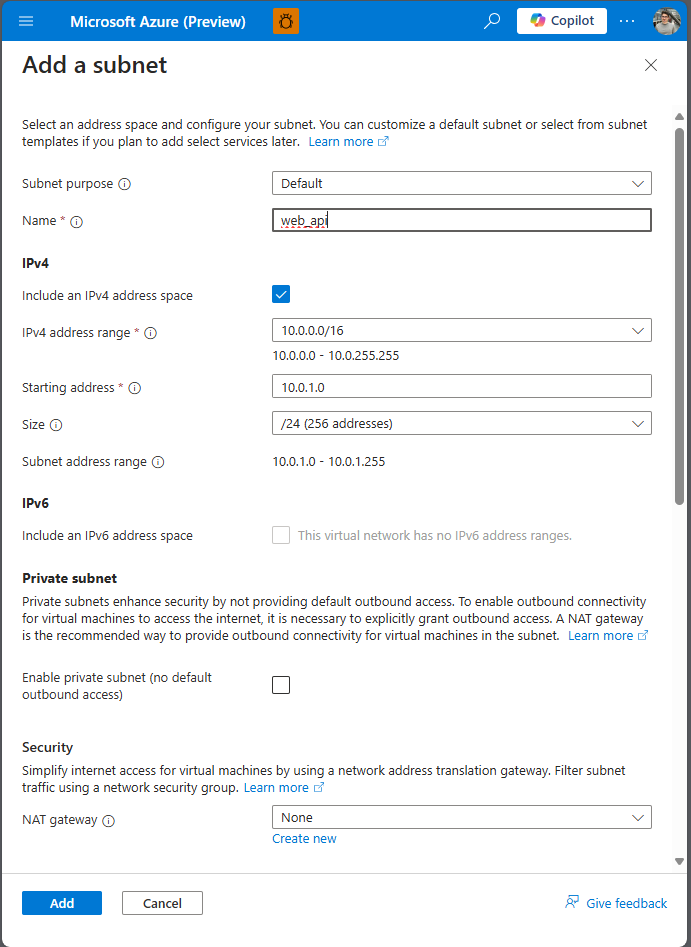 Microsoft Azure (Preview)
Copilot
Add a subnet
Select an address space and configure your subnet. You can customize a default subnet or select from subnet
templates if you plan to add select services later. Learn more
Subnet purpose
Default
Name *
web_api
IPv4
Include an IPv4 address space
IPv4 address range *
10.0.0.0/16
10.0.0.0 - 10.0.255.255
Starting address *
10.0.1.0
Size
/24 (256 addresses)
Subnet address range
10.0.1.0 - 10.0.1.255
IPv6
Include an IPv6 address space
This virtual network has no IPv6 address ranges.
Private subnet
Private subnets enhance security by not providing default outbound access. To enable outbound connectivity
for virtual machines to access the internet, it is necessary to explicitly grant outbound access. A NAT gateway
is the recommended way to provide outbound connectivity for virtual machines in the subnet. Learn more
Enable private subnet (no default
outbound access)
Security
Simplify internet access for virtual machines by using a network address translation gateway. Filter subnet
traffic using a network security group. Learn more
NAT gateway
None
Create new
Add
Cancel
Give feedback